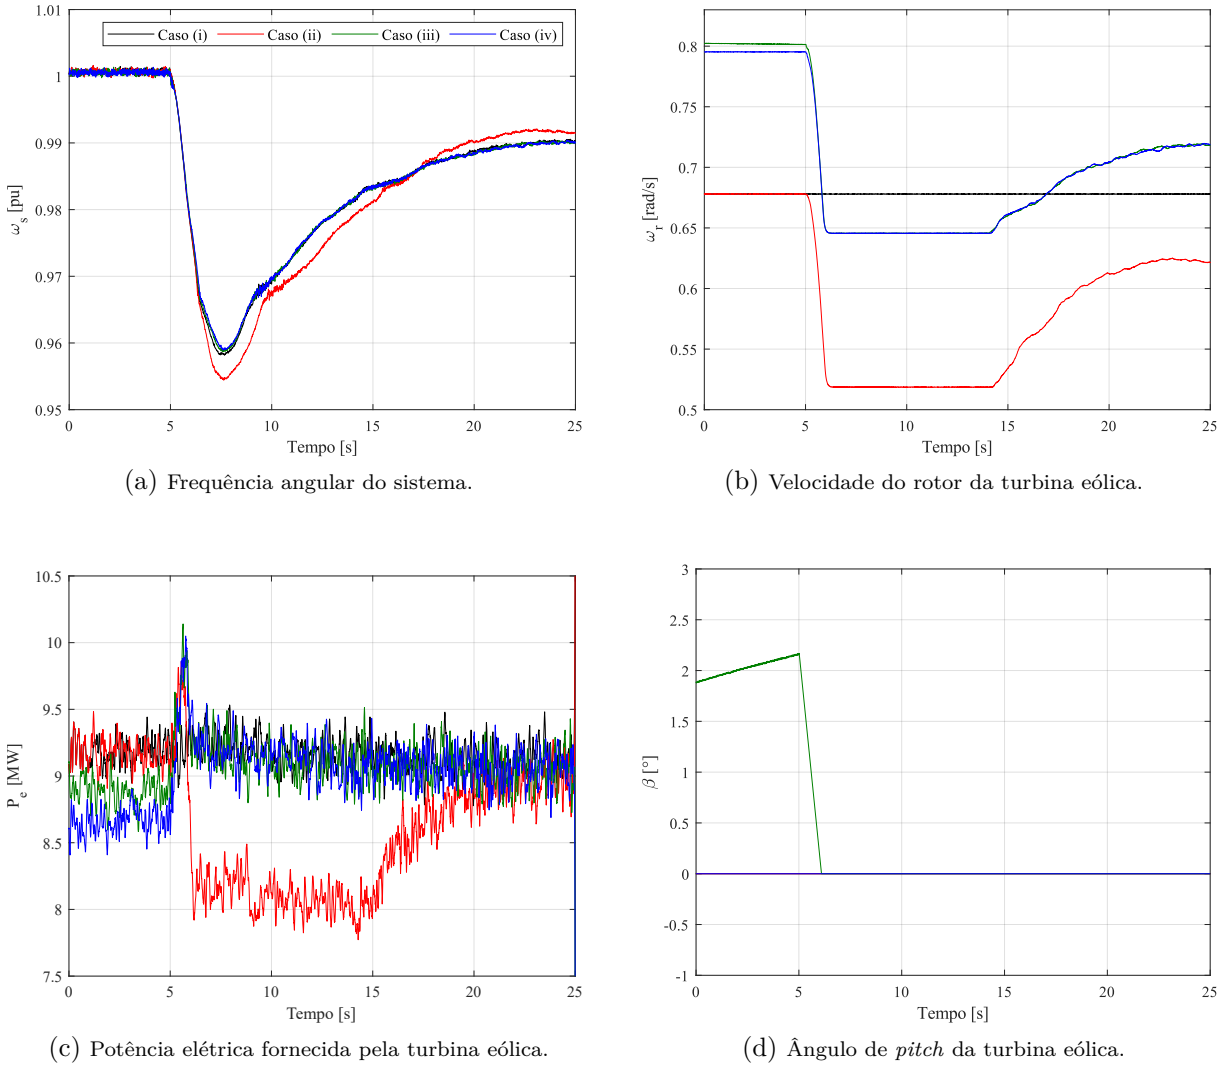 1.01
1
0.99
0.98
0.97
0.96
0.95
ω_s [pu]
Caso (i) Caso (ii) Caso (iii) Caso (iv)
0 5 10 15 20 25
Tempo [s]
(a) Frequência angular do sistema.
0.8
0.75
0.7
0.65
0.6
0.55
0.5
ω_r [rad/s]
0 5 10 15 20 25
Tempo [s]
(b) Velocidade do rotor da turbina eólica.
10.5
10
9.5
9
8.5
8
7.5
P_e [MW]
0 5 10 15 20 25
Tempo [s]
(c) Potência elétrica fornecida pela turbina eólica.
3
2.5
2
1.5
1
0.5
0
-0.5
-1
β [°]
0 5 10 15 20 25
Tempo [s]
(d) Ângulo de pitch da turbina eólica.